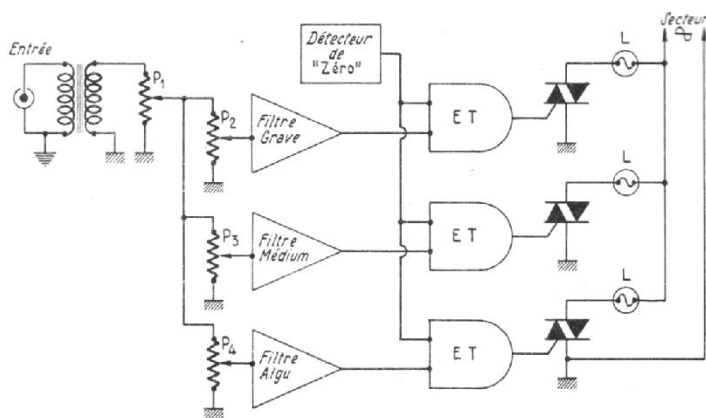 Entrée
P1
P2
Filtre
Grave
Détecteur
de
"Zéro"
ET
L
Secteur
P3
Filtre
Médium
ET
L
P4
Filtre
Aigu
ET
L